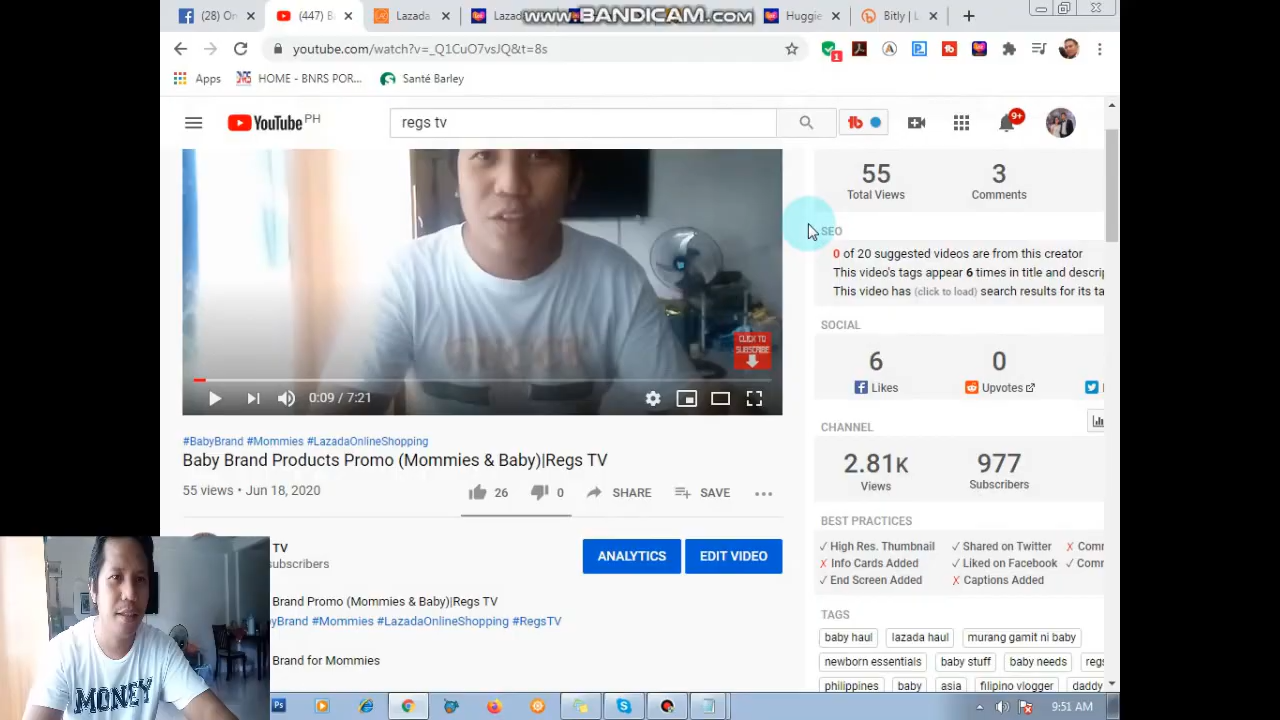 (28) O
(447) B
Lazada
Lazad
WWW.BANDICAM.COM
Huggie
Bitly | L
youtube.com/watch?v=_Q1CuO7vsJQ&t=8s
1
Apps
HOME - BNRS POR...
Santé Barley
YouTube PH
regs tv
9+
55
Total Views
3
Comments
SEO
0 of 20 suggested videos are from this creator
This video's tags appear 6 times in title and descrip
This video has (click to load) search results for its ta
SOCIAL
6
Likes
0
Upvotes
CLICK TO
SUBSCRIBE
0:09 / 7:21
CHANNEL
2.81K
Views
977
Subscribers
#BabyBrand #Mommies #LazadaOnlineShopping
Baby Brand Products Promo (Mommies & Baby)|Regs TV
55 views • Jun 18, 2020
26
0
SHARE
SAVE
BEST PRACTICES
✓ High Res. Thumbnail
✓ Shared on Twitter
✗ Com
✗ Info Cards Added
✓ Liked on Facebook
✓ Com
✓ End Screen Added
✗ Captions Added
TV
ubscribers
ANALYTICS
EDIT VIDEO
Brand Promo (Mommies & Baby)|Regs TV
yBrand #Mommies #LazadaOnlineShopping #RegsTV
Brand for Mommies
TAGS
baby haul
lazada haul
murang gamit ni baby
newborn essentials
baby stuff
baby needs
regs
philippines
baby
asia
filipino vlogger
daddy
MONEY
9:51 AM